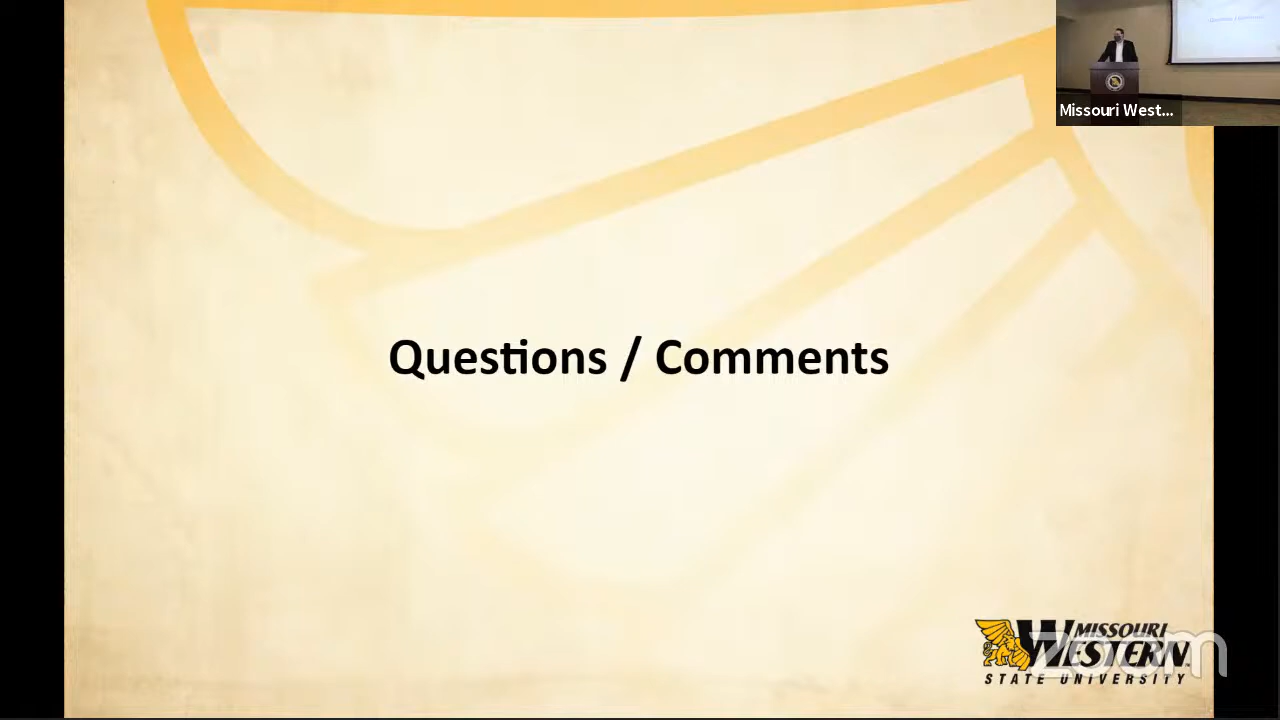 Missouri West...
Questions / Comments
MISSOURI
WESTERN
STATE UNIVERSITY
zoom